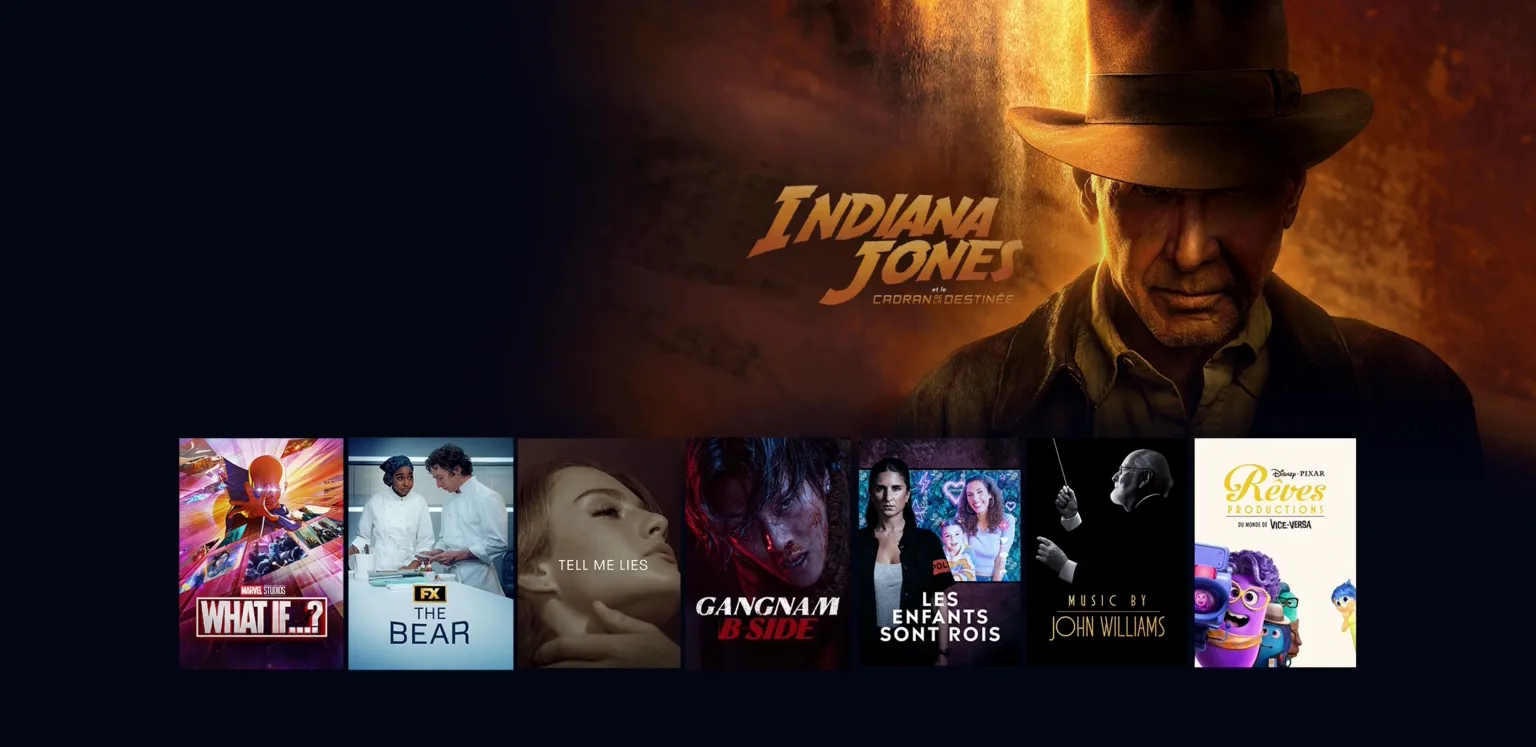 INDIANA
JONES
et le
CADRAN DE LA DESTINÉE
MARVEL STUDIOS
WHAT IF...?
FX
THE
BEAR
TELL ME LIES
GANGNAM
B SIDE
POL
LES
ENFANTS
SONT ROIS
MUSIC BY
JOHN WILLIAMS
Disney • PIXAR
Rêves
PRODUCTIONS
DU MONDE DE VICE-VERSA